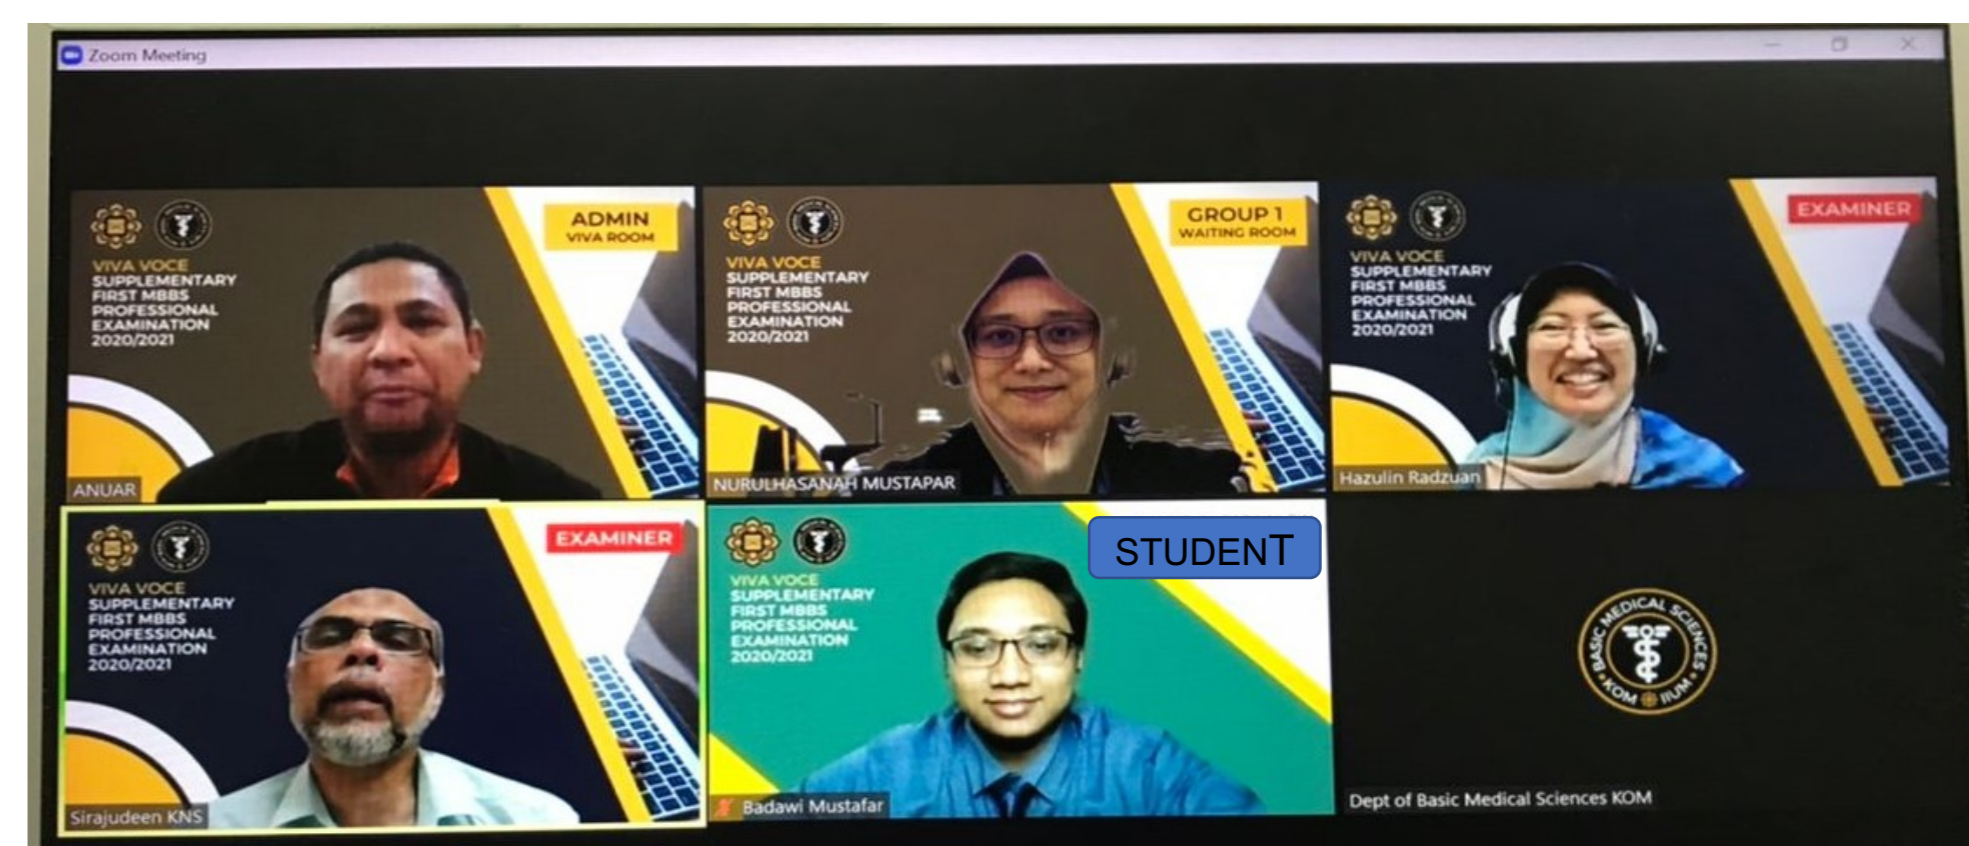 Zoom Meeting
VIVA VOCE
SUPPLEMENTARY
FIRST MBBS
PROFESSIONAL
EXAMINATION
2020/2021
ADMIN
VIVA ROOM
ANUAR
VIVA VOCE
SUPPLEMENTARY
FIRST MBBS
PROFESSIONAL
EXAMINATION
2020/2021
GROUP 1
WAITING ROOM
NURULHASANAH MUSTAPAR
VIVA VOCE
SUPPLEMENTARY
FIRST MBBS
PROFESSIONAL
EXAMINATION
2020/2021
EXAMINER
Hazulin Radzuan
VIVA VOCE
SUPPLEMENTARY
FIRST MBBS
PROFESSIONAL
EXAMINATION
2020/2021
EXAMINER
Sirajudeen KNS
VIVA VOCE
SUPPLEMENTARY
FIRST MBBS
PROFESSIONAL
EXAMINATION
2020/2021
STUDENT
Badawi Mustafar
BASIC MEDICAL SCIENCES
KOM IIUM
Dept of Basic Medical Sciences KOM